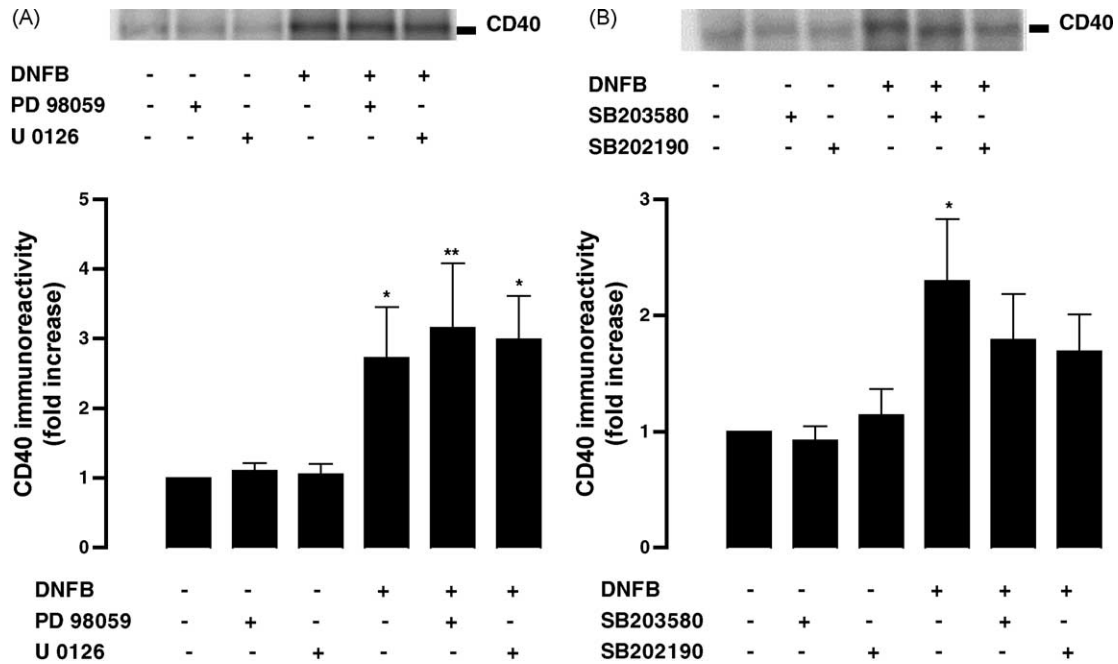 (A)
CD40
DNFB - - - + + +
PD 98059 - + - - + -
U 0126 - - + - - +
CD40 immunoreactivity
(fold increase)
5
4
3
2
1
0
* ** *
DNFB - - - + + +
PD 98059 - + - - + -
U 0126 - - + - - +
(B)
CD40
DNFB - - - + + +
SB203580 - + - - + -
SB202190 - - + - - +
CD40 immunoreactivity
(fold increase)
3
2
1
0
*
DNFB - - - + + +
SB203580 - + - - + -
SB202190 - - + - - +